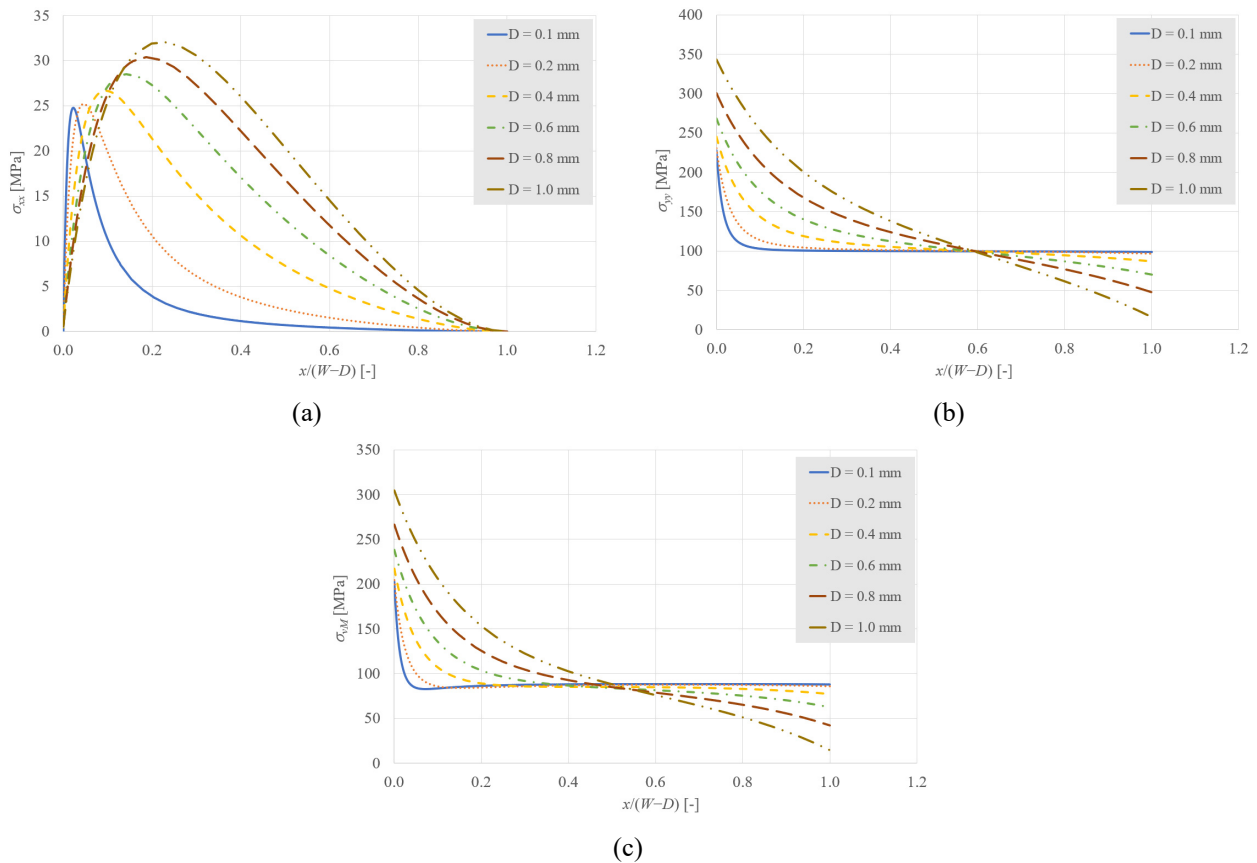 35
30
25
20
15
10
5
0
σxx [MPa]
0.0 0.2 0.4 0.6 0.8 1.0 1.2
x/(W−D) [-]
D = 0.1 mm
D = 0.2 mm
D = 0.4 mm
D = 0.6 mm
D = 0.8 mm
D = 1.0 mm
(a)
400
350
300
250
200
150
100
50
0
σyy [MPa]
0.0 0.2 0.4 0.6 0.8 1.0 1.2
x/(W−D) [-]
D = 0.1 mm
D = 0.2 mm
D = 0.4 mm
D = 0.6 mm
D = 0.8 mm
D = 1.0 mm
(b)
350
300
250
200
150
100
50
0
σvM [MPa]
0.0 0.2 0.4 0.6 0.8 1.0 1.2
x/(W−D) [-]
D = 0.1 mm
D = 0.2 mm
D = 0.4 mm
D = 0.6 mm
D = 0.8 mm
D = 1.0 mm
(c)